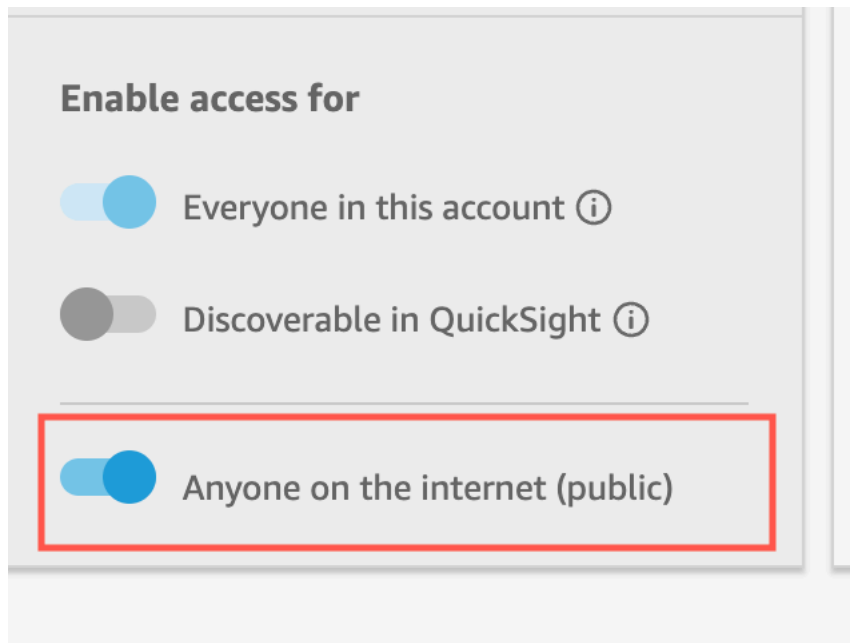 Enable access for
Everyone in this account
Discoverable in QuickSight
Anyone on the internet (public)